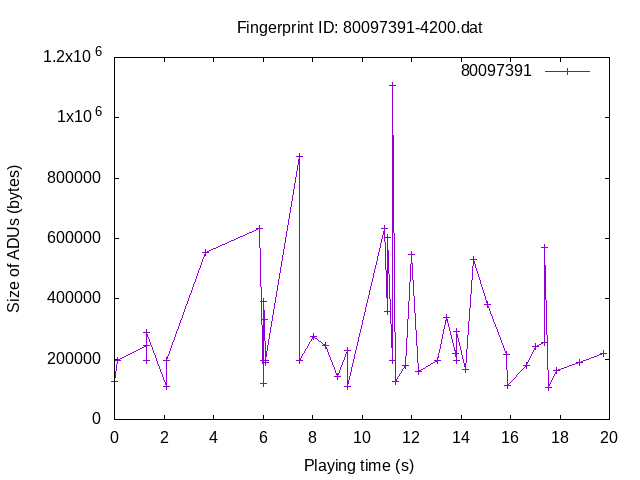 Fingerprint ID: 80097391-4200.dat
80097391
Size of ADUs (bytes)
1.2x10^6
1x10^6
800000
600000
400000
200000
0
0 2 4 6 8 10 12 14 16 18 20
Playing time (s)